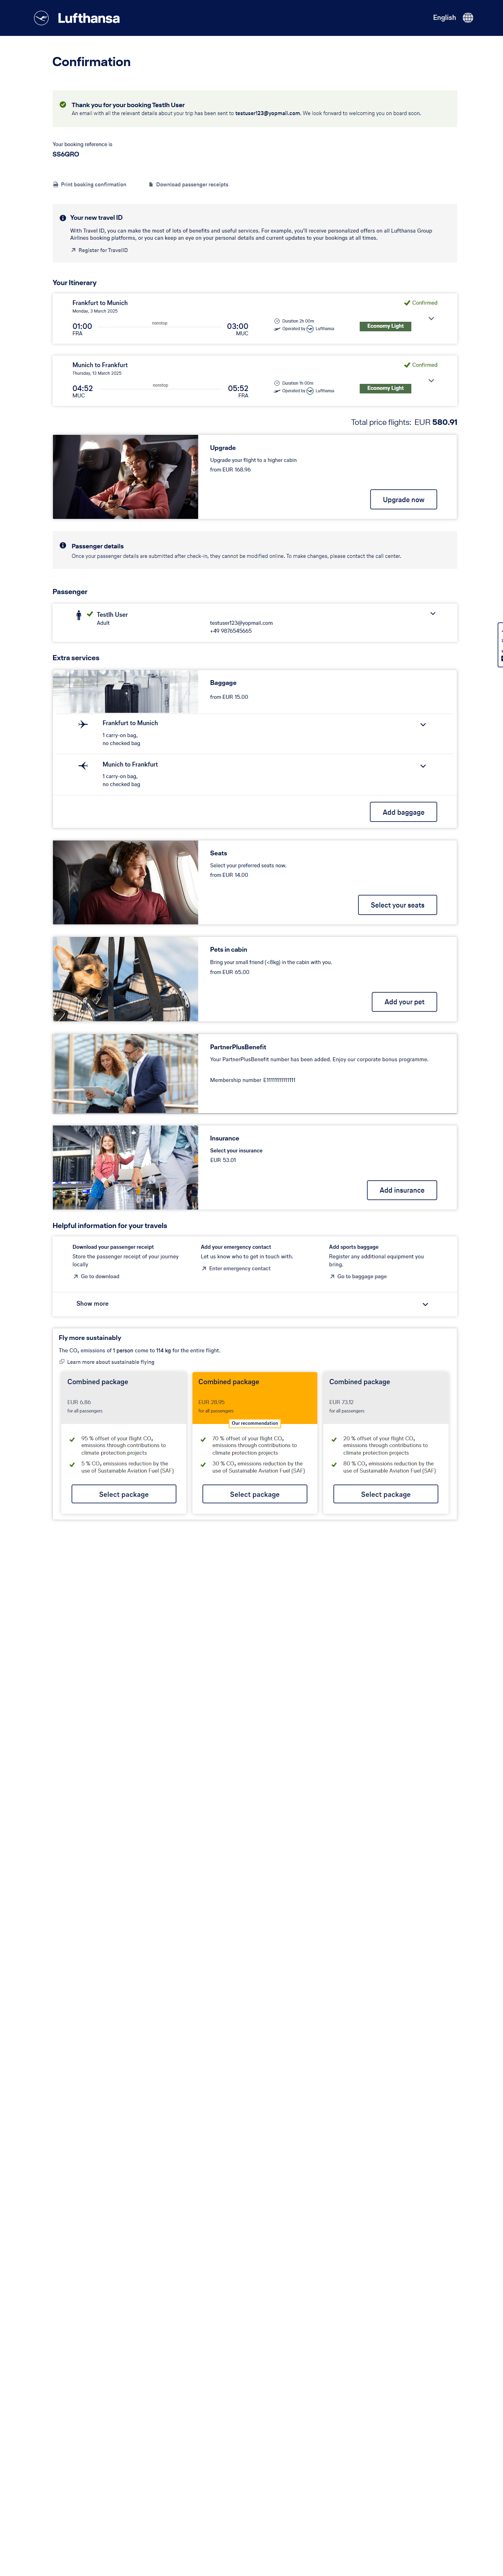 Lufthansa
English
Confirmation
Thank you for your booking Testlh User
An email with all the relevant details about your trip has been sent to testuser123@yopmail.com. We look forward to welcoming you on board soon.
Your booking reference is
SS6QRO
Print booking confirmation
Download passenger receipts
Your new travel ID
With Travel ID, you can make the most of lots of benefits and useful services. For example, you'll receive personalized offers on all Lufthansa Group
Airlines booking platforms, or you can keep an eye on your personal details and current updates to your bookings at all times.
Register for TravelID
Your Itinerary
Frankfurt to Munich
Confirmed
Monday, 3 March 2025
01:00
nonstop
03:00
FRA
MUC
Duration 2h 00m
Operated by Lufthansa
Economy Light
Munich to Frankfurt
Confirmed
Thursday, 13 March 2025
04:52
nonstop
05:52
MUC
FRA
Duration 1h 00m
Operated by Lufthansa
Economy Light
Total price flights: EUR 580.91
Upgrade
Upgrade your flight to a higher cabin
from EUR 168.96
Upgrade now
Passenger details
Once your passenger details are submitted after check-in, they cannot be modified online. To make changes, please contact the call center.
Passenger
Testlh User
Adult
testuser123@yopmail.com
+49 9876545665
Extra services
Baggage
from EUR 15.00
Frankfurt to Munich
1 carry-on bag,
no checked bag
Munich to Frankfurt
1 carry-on bag,
no checked bag
Add baggage
Seats
Select your preferred seats now.
from EUR 14.00
Select your seats
Pets in cabin
Bring your small friend (<8kg) in the cabin with you.
from EUR 65.00
Add your pet
PartnerPlusBenefit
Your PartnerPlusBenefit number has been added. Enjoy our corporate bonus programme.
Membership number
Insurance
Select your insurance
EUR 53.01
Add insurance
Helpful information for your travels
Download your passenger receipt
Store the passenger receipt of your journey
locally
Go to download
Add your emergency contact
Let us know who to get in touch with.
Enter emergency contact
Add sports baggage
Register any additional equipment you
bring.
Go to baggage page
Show more
Fly more sustainably
The CO₂ emissions of 1 person come to 114 kg for the entire flight.
Learn more about sustainable flying
Combined package
EUR 6.86
for all passengers
95 % offset of your flight CO₂
emissions through contributions to
climate protection projects
5 % CO₂ emissions reduction by the
use of Sustainable Aviation Fuel (SAF)
Select package
Combined package
EUR 28.95
for all passengers
Our recommendation
70 % offset of your flight CO₂
emissions through contributions to
climate protection projects
30 % CO₂ emissions reduction by the
use of Sustainable Aviation Fuel (SAF)
Select package
Combined package
EUR 73.12
for all passengers
20 % offset of your flight CO₂
emissions through contributions to
climate protection projects
80 % CO₂ emissions reduction by the
use of Sustainable Aviation Fuel (SAF)
Select package